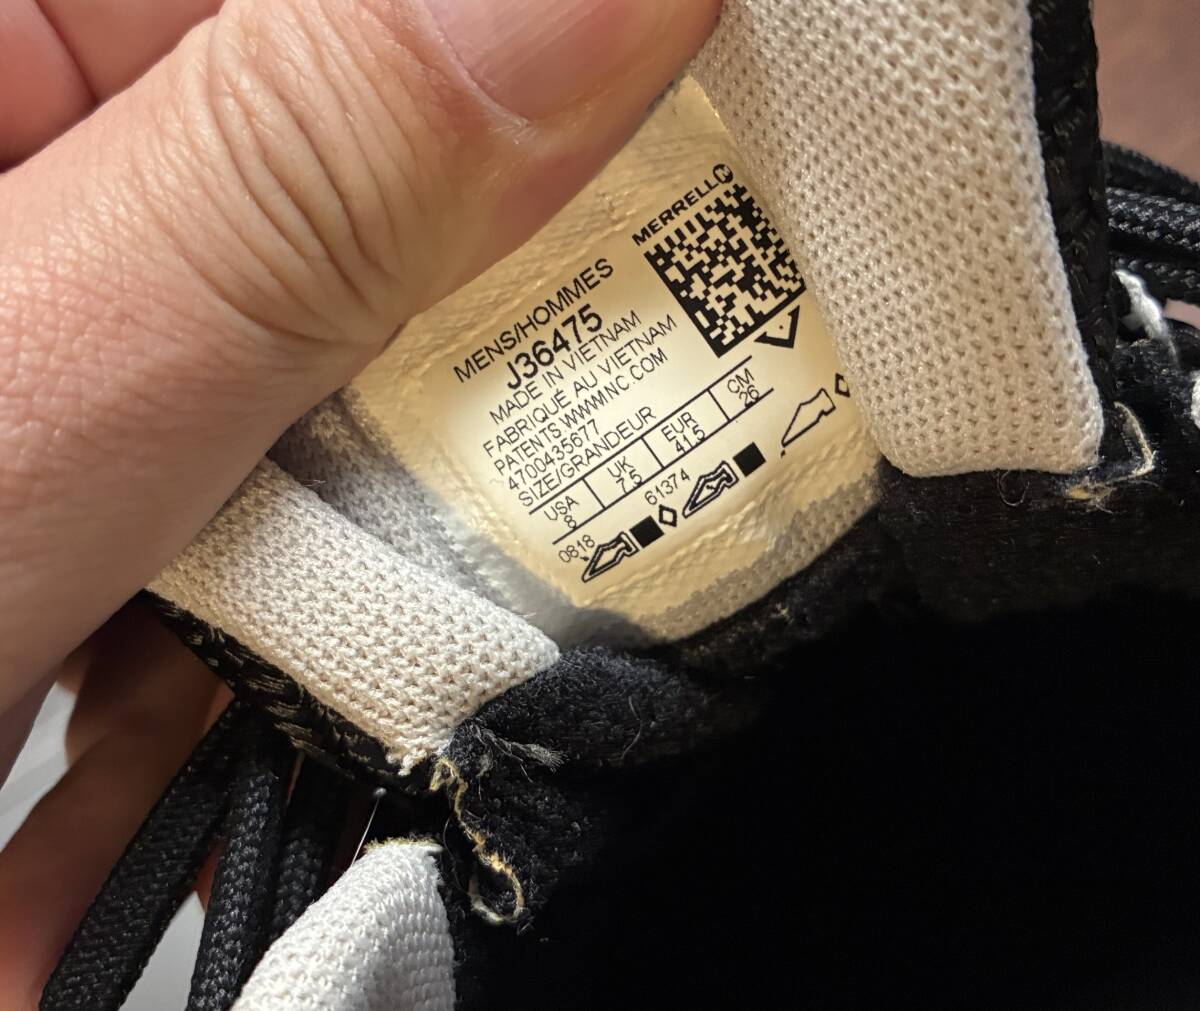 MERRELL
MENS/HOMMES
J36475
MADE IN VIETNAM
FABRIQUÉ AU VIETNAM
PATENTS WWW.MNC.COM
4700435677
SIZE/GRANDEUR
USA UK EUR CM
8 7.5 41.5 26
61374
0818